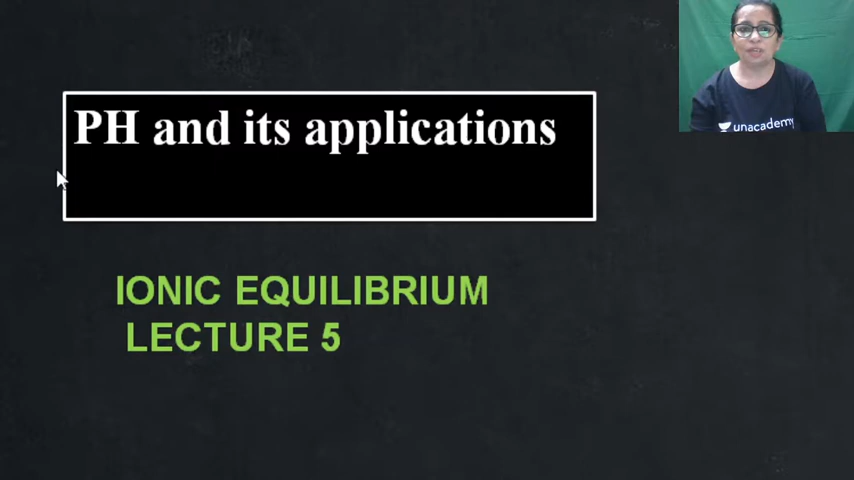 PH and its applications
unacademy
IONIC EQUILIBRIUM
LECTURE 5